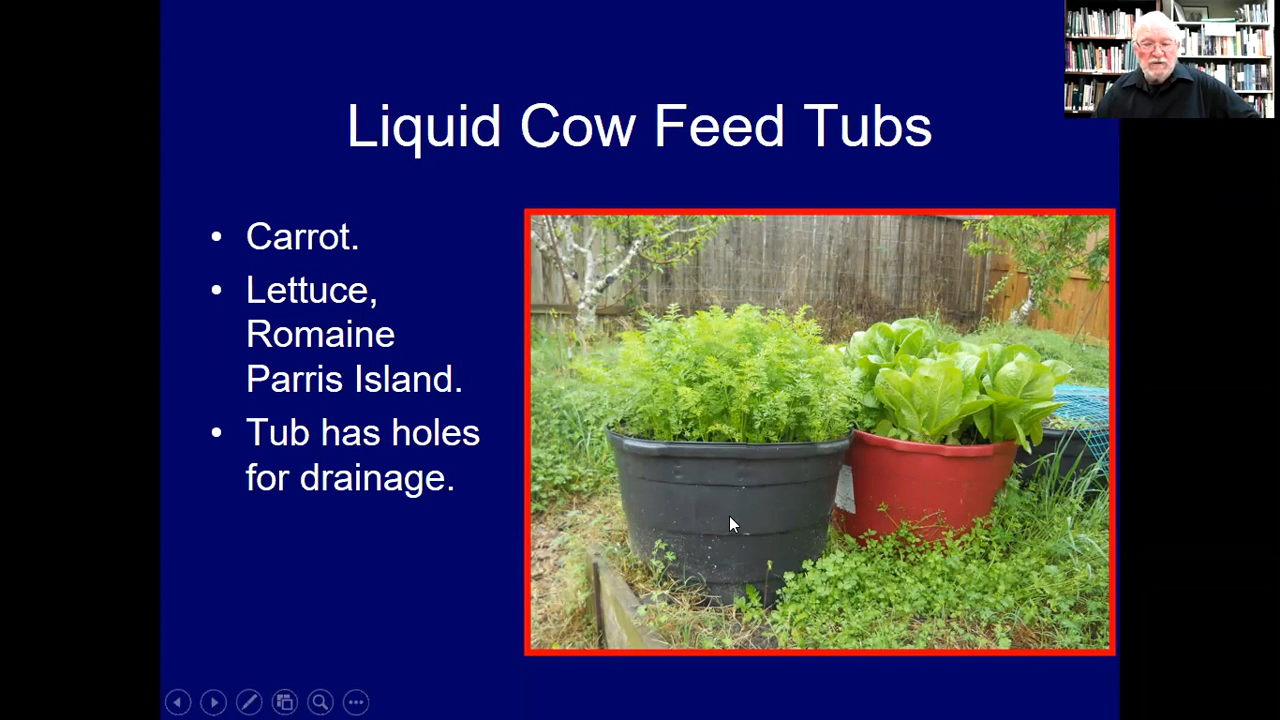 Liquid Cow Feed Tubs
• Carrot.
• Lettuce,
Romaine
Parris Island.
• Tub has holes
for drainage.